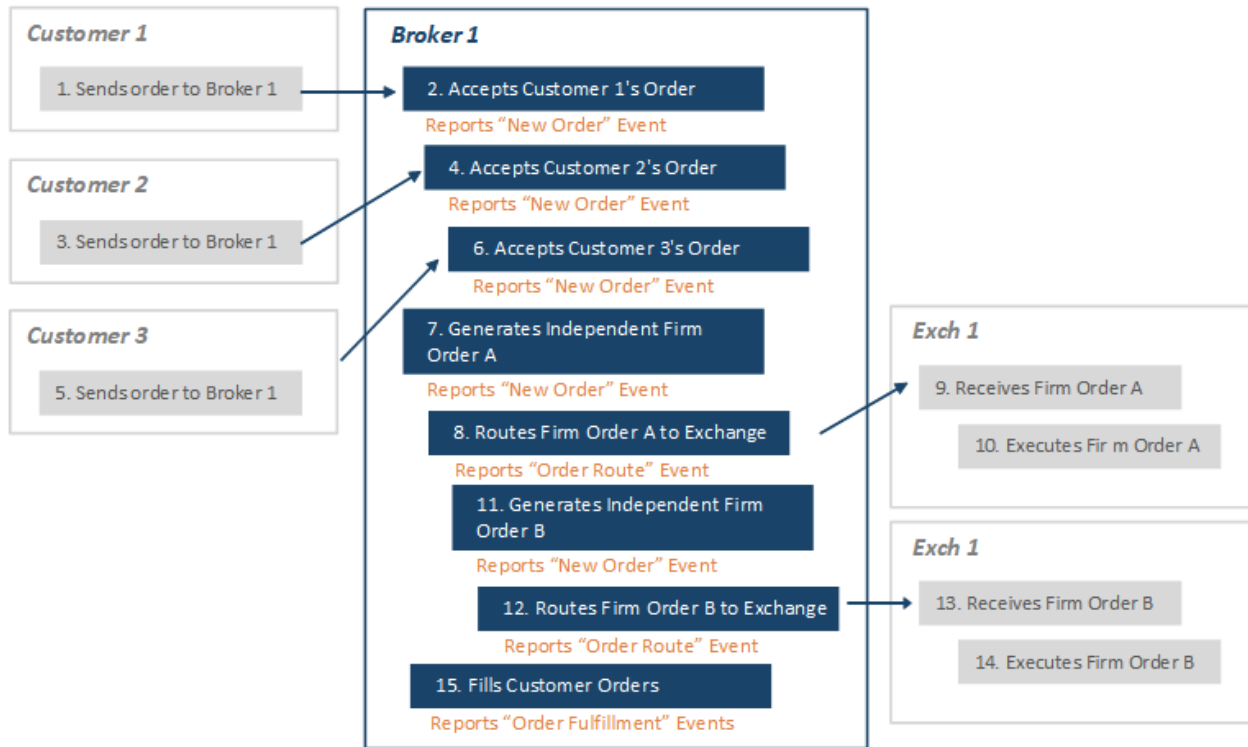 Customer 1
1. Sends order to Broker 1
Customer 2
3. Sends order to Broker 1
Customer 3
5. Sends order to Broker 1
Broker 1
2. Accepts Customer 1's Order
Reports “New Order” Event
4. Accepts Customer 2's Order
Reports “New Order” Event
6. Accepts Customer 3's Order
Reports “New Order” Event
7. Generates Independent Firm
Order A
Reports “New Order” Event
8. Routes Firm Order A to Exchange
Reports “Order Route” Event
11. Generates Independent Firm
Order B
Reports “New Order” Event
12. Routes Firm Order B to Exchange
Reports “Order Route” Event
15. Fills Customer Orders
Reports “Order Fulfillment” Events
Exch 1
9. Receives Firm Order A
10. Executes Fir m Order A
Exch 1
13. Receives Firm Order B
14. Executes Firm Order B